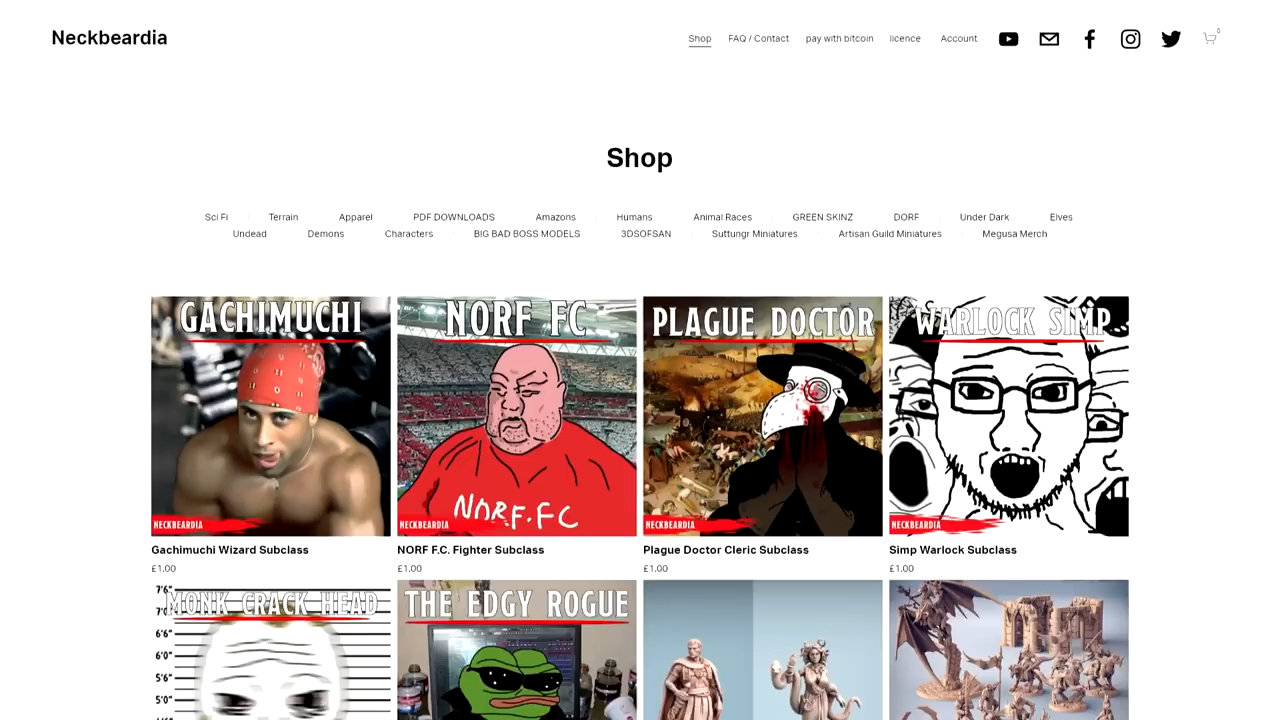 Neckbeardia
Shop
FAQ / Contact
pay with bitcoin
licence
Account
0
Shop
Sci Fi
Terrain
Apparel
PDF DOWNLOADS
Amazons
Humans
Animal Races
GREEN SKINZ
DORF
Under Dark
Elves
Undead
Demons
Characters
BIG BAD BOSS MODELS
3DSOFSAN
Suttungr Miniatures
Artisan Guild Miniatures
Megusa Merch
GACHIMUCHI
NORF FC
PLAGUE DOCTOR
WARLOCK SIMP
NORF.FC
NECKBEARDIA
NECKBEARDIA
NECKBEARDIA
NECKBEARDIA
Gachimuchi Wizard Subclass
NORF F.C. Fighter Subclass
Plague Doctor Cleric Subclass
Simp Warlock Subclass
£1.00
£1.00
£1.00
£1.00
7'6"
MONK CRACK HEAD
THE EDGY ROGUE
7'0"
6'6"
6'0"
5'6"
5'0"